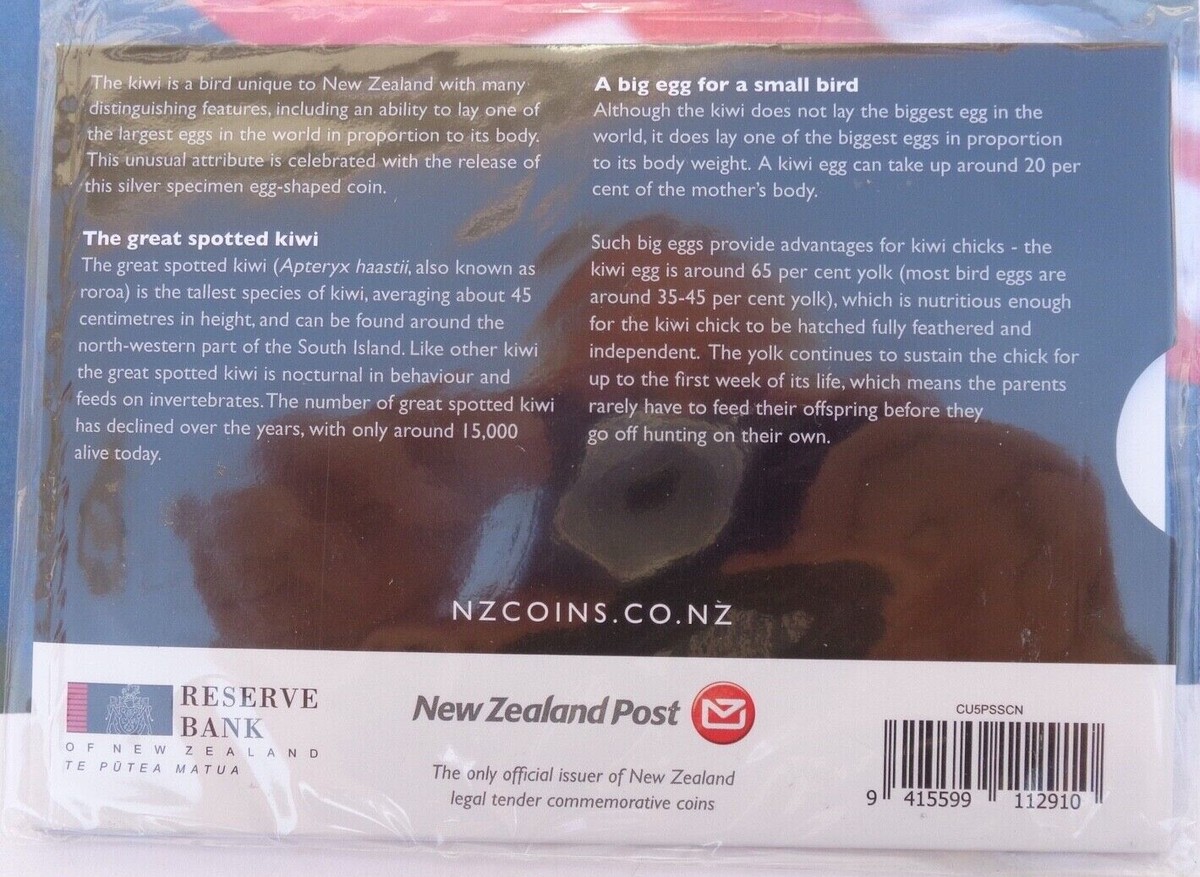 The kiwi is a bird unique to New Zealand with many
distinguishing features, including an ability to lay one of
the largest eggs in the world in proportion to its body.
This unusual attribute is celebrated with the release of
this silver specimen egg-shaped coin.
The great spotted kiwi
The great spotted kiwi (Apteryx haastii, also known as
roroa) is the tallest species of kiwi, averaging about 45
centimetres in height, and can be found around the
north-western part of the South Island. Like other kiwi
the great spotted kiwi is nocturnal in behaviour and
feeds on invertebrates. The number of great spotted kiwi
has declined over the years, with only around 15,000
alive today.
A big egg for a small bird
Although the kiwi does not lay the biggest egg in the
world, it does lay one of the biggest eggs in proportion
to its body weight. A kiwi egg can take up around 20 per
cent of the mother's body.
Such big eggs provide advantages for kiwi chicks - the
kiwi egg is around 65 per cent yolk (most bird eggs are
around 35-45 per cent yolk), which is nutritious enough
for the kiwi chick to be hatched fully feathered and
independent. The yolk continues to sustain the chick for
up to the first week of its life, which means the parents
rarely have to feed their offspring before they
go off hunting on their own.
NZCOINS.CO.NZ
RESERVE
BANK
OF NEW ZEALAND
TE PŪTEA MATUA
New Zealand Post
The only official issuer of New Zealand
legal tender commemorative coins
CU5PSSCN
9 415599 112910